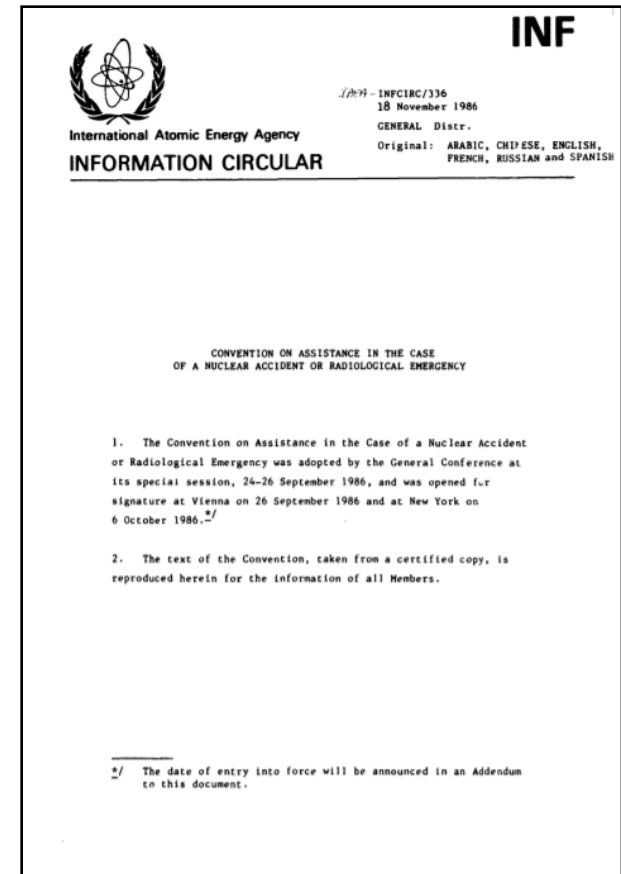 INF
IAEA - INFCIRC/336
18 November 1986
GENERAL Distr.
Original: ARABIC, CHINESE, ENGLISH,
FRENCH, RUSSIAN and SPANISH
International Atomic Energy Agency
INFORMATION CIRCULAR
CONVENTION ON ASSISTANCE IN THE CASE
OF A NUCLEAR ACCIDENT OR RADIOLOGICAL EMERGENCY
1. The Convention on Assistance in the Case of a Nuclear Accident
or Radiological Emergency was adopted by the General Conference at
its special session, 24-26 September 1986, and was opened for
signature at Vienna on 26 September 1986 and at New York on
6 October 1986.*/
2. The text of the Convention, taken from a certified copy, is
reproduced herein for the information of all Members.
*/ The date of entry into force will be announced in an Addendum
to this document.